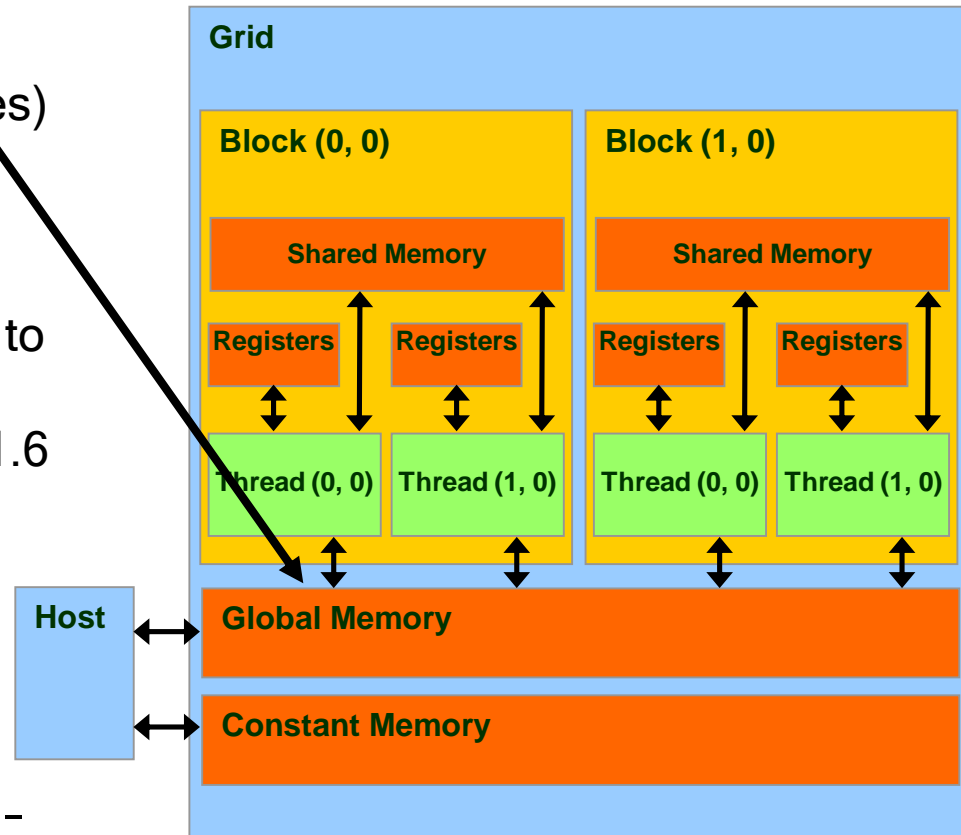 Grid
es)
Block (0, 0) Block (1, 0)
Shared Memory Shared Memory
to
Registers Registers Registers Registers
1.6
Thread (0, 0) Thread (1, 0) Thread (0, 0) Thread (1, 0)
Host Global Memory
Constant Memory
-